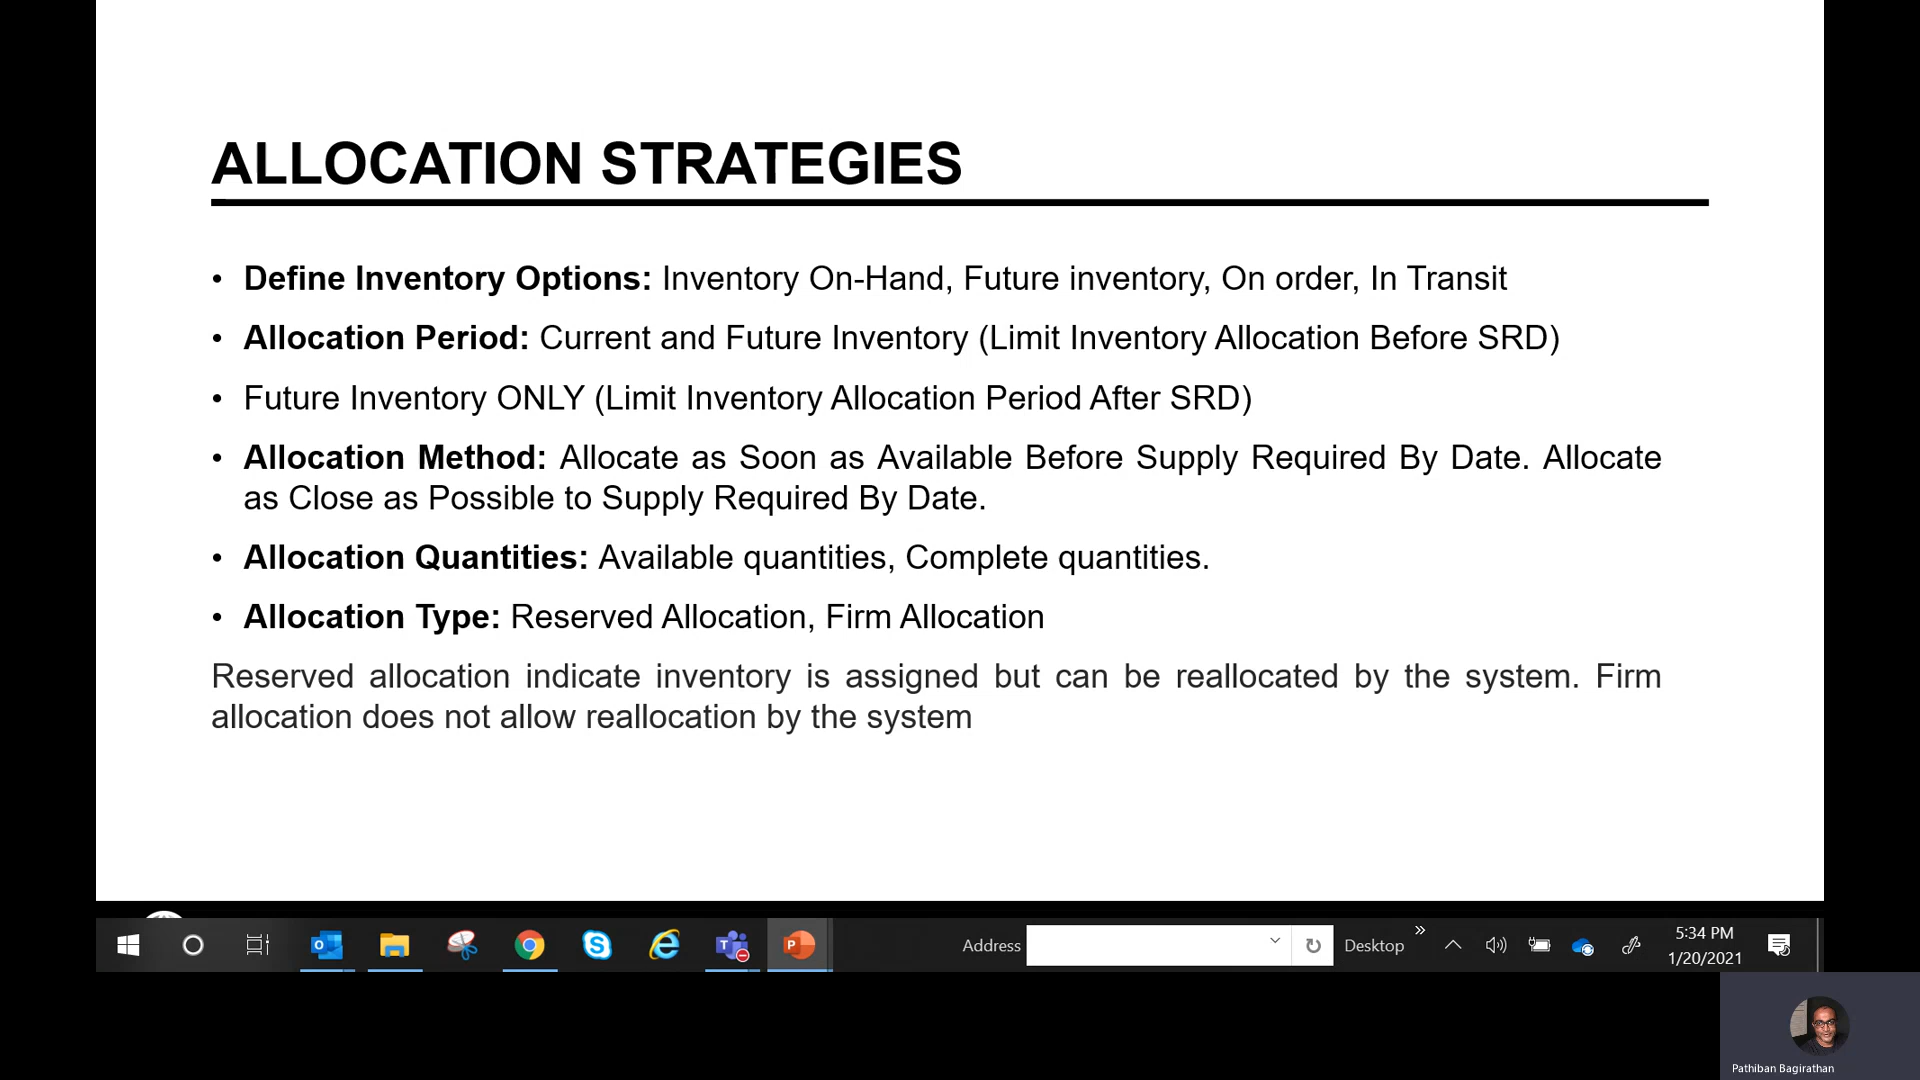 ALLOCATION STRATEGIES
• Define Inventory Options: Inventory On-Hand, Future inventory, On order, In Transit
• Allocation Period: Current and Future Inventory (Limit Inventory Allocation Before SRD)
• Future Inventory ONLY (Limit Inventory Allocation Period After SRD)
• Allocation Method: Allocate as Soon as Available Before Supply Required By Date. Allocate
as Close as Possible to Supply Required By Date.
• Allocation Quantities: Available quantities, Complete quantities.
• Allocation Type: Reserved Allocation, Firm Allocation
Reserved allocation indicate inventory is assigned but can be reallocated by the system. Firm
allocation does not allow reallocation by the system
Address
Desktop
5:34 PM
1/20/2021
Pathiban Bagirathan